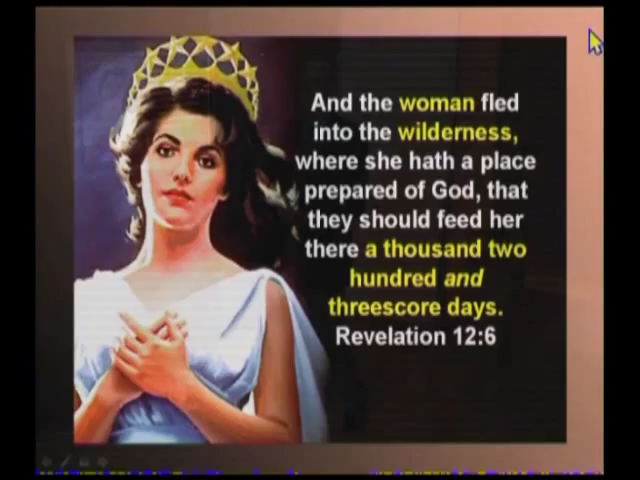 And the woman fled
into the wilderness,
where she hath a place
prepared of God, that
they should feed her
there a thousand two
hundred and
threescore days.
Revelation 12:6